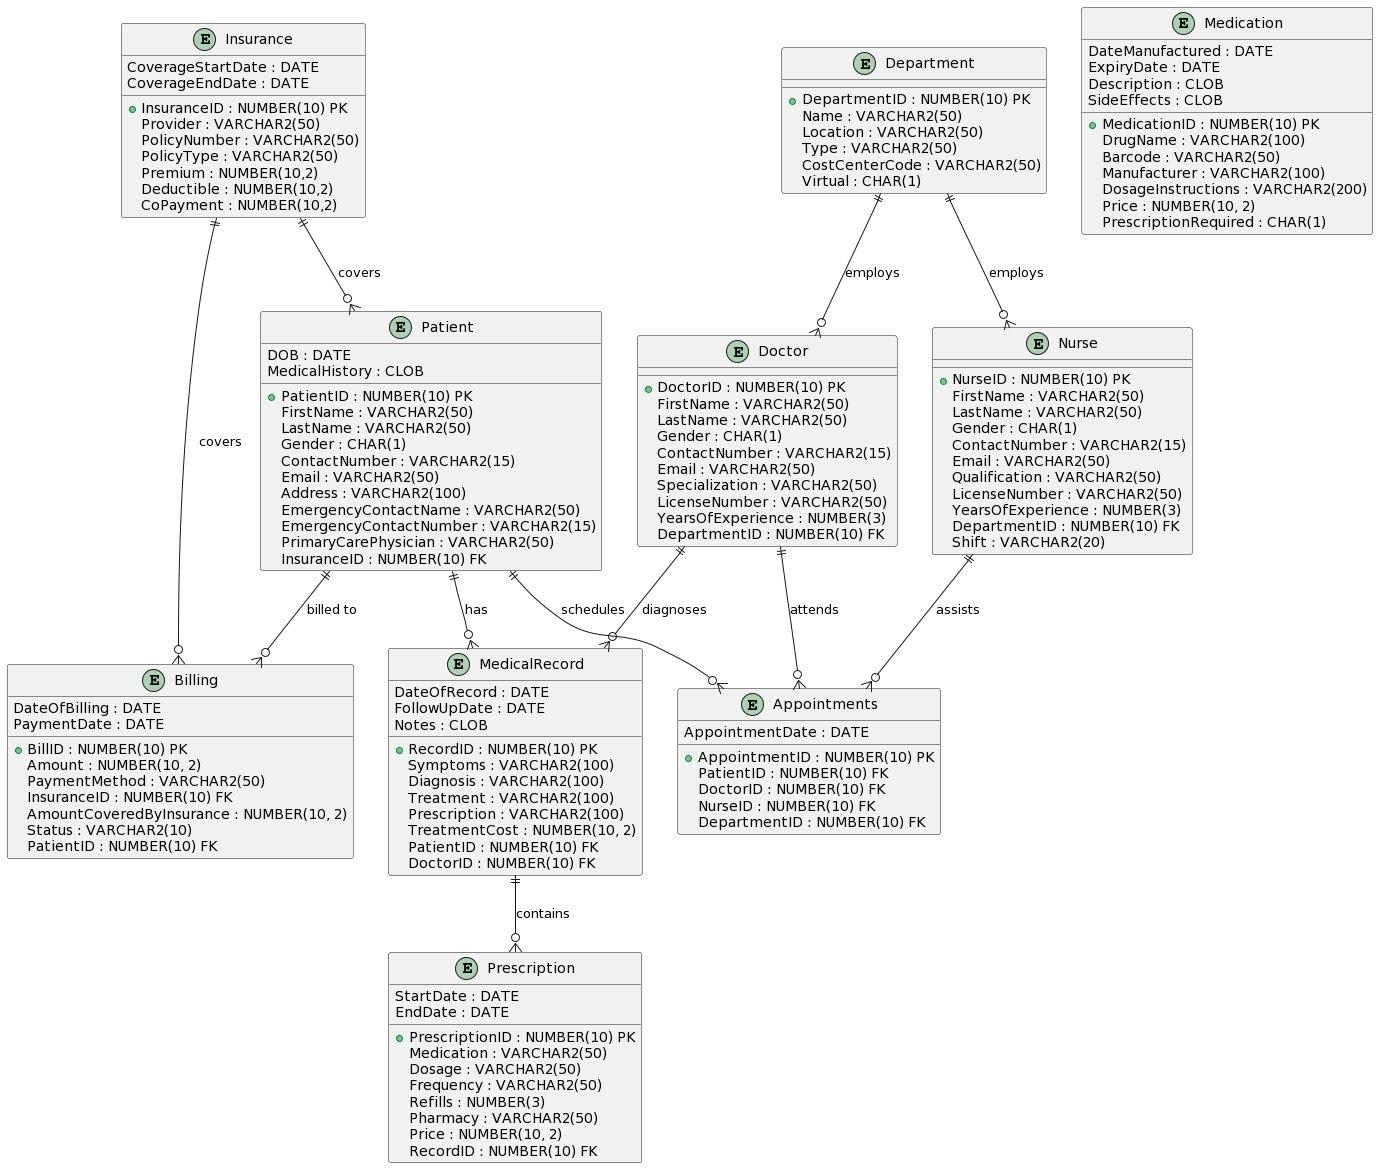 E Insurance
CoverageStartDate : DATE
CoverageEndDate : DATE
InsuranceID : NUMBER(10) PK
Provider : VARCHAR2(50)
PolicyNumber : VARCHAR2(50)
PolicyType : VARCHAR2(50)
Premium : NUMBER(10,2)
Deductible : NUMBER(10,2)
CoPayment : NUMBER(10,2)
E Department
DepartmentID : NUMBER(10) PK
Name : VARCHAR2(50)
Location : VARCHAR2(50)
Type : VARCHAR2(50)
CostCenterCode : VARCHAR2(50)
Virtual : CHAR(1)
E Medication
DateManufactured : DATE
ExpiryDate : DATE
Description : CLOB
SideEffects : CLOB
MedicationID : NUMBER(10) PK
DrugName : VARCHAR2(100)
Barcode : VARCHAR2(50)
Manufacturer : VARCHAR2(100)
DosageInstructions : VARCHAR2(200)
Price : NUMBER(10, 2)
PrescriptionRequired : CHAR(1)
covers
employs
employs
covers
E Patient
DOB : DATE
MedicalHistory : CLOB
PatientID : NUMBER(10) PK
FirstName : VARCHAR2(50)
LastName : VARCHAR2(50)
Gender : CHAR(1)
ContactNumber : VARCHAR2(15)
Email : VARCHAR2(50)
Address : VARCHAR2(100)
EmergencyContactName : VARCHAR2(50)
EmergencyContactNumber : VARCHAR2(15)
PrimaryCarePhysician : VARCHAR2(50)
InsuranceID : NUMBER(10) FK
E Doctor
DoctorID : NUMBER(10) PK
FirstName : VARCHAR2(50)
LastName : VARCHAR2(50)
Gender : CHAR(1)
ContactNumber : VARCHAR2(15)
Email : VARCHAR2(50)
Specialization : VARCHAR2(50)
LicenseNumber : VARCHAR2(50)
YearsOfExperience : NUMBER(3)
DepartmentID : NUMBER(10) FK
E Nurse
NurseID : NUMBER(10) PK
FirstName : VARCHAR2(50)
LastName : VARCHAR2(50)
Gender : CHAR(1)
ContactNumber : VARCHAR2(15)
Email : VARCHAR2(50)
Qualification : VARCHAR2(50)
LicenseNumber : VARCHAR2(50)
YearsOfExperience : NUMBER(3)
DepartmentID : NUMBER(10) FK
Shift : VARCHAR2(20)
billed to
has
schedules
diagnoses
attends
assists
E Billing
DateOfBilling : DATE
PaymentDate : DATE
BillID : NUMBER(10) PK
Amount : NUMBER(10, 2)
PaymentMethod : VARCHAR2(50)
InsuranceID : NUMBER(10) FK
AmountCoveredByInsurance : NUMBER(10, 2)
Status : VARCHAR2(10)
PatientID : NUMBER(10) FK
E MedicalRecord
DateOfRecord : DATE
FollowUpDate : DATE
Notes : CLOB
RecordID : NUMBER(10) PK
Symptoms : VARCHAR2(100)
Diagnosis : VARCHAR2(100)
Treatment : VARCHAR2(100)
Prescription : VARCHAR2(100)
TreatmentCost : NUMBER(10, 2)
PatientID : NUMBER(10) FK
DoctorID : NUMBER(10) FK
E Appointments
AppointmentDate : DATE
AppointmentID : NUMBER(10) PK
PatientID : NUMBER(10) FK
DoctorID : NUMBER(10) FK
NurseID : NUMBER(10) FK
DepartmentID : NUMBER(10) FK
contains
E Prescription
StartDate : DATE
EndDate : DATE
PrescriptionID : NUMBER(10) PK
Medication : VARCHAR2(50)
Dosage : VARCHAR2(50)
Frequency : VARCHAR2(50)
Refills : NUMBER(3)
Pharmacy : VARCHAR2(50)
Price : NUMBER(10, 2)
RecordID : NUMBER(10) FK